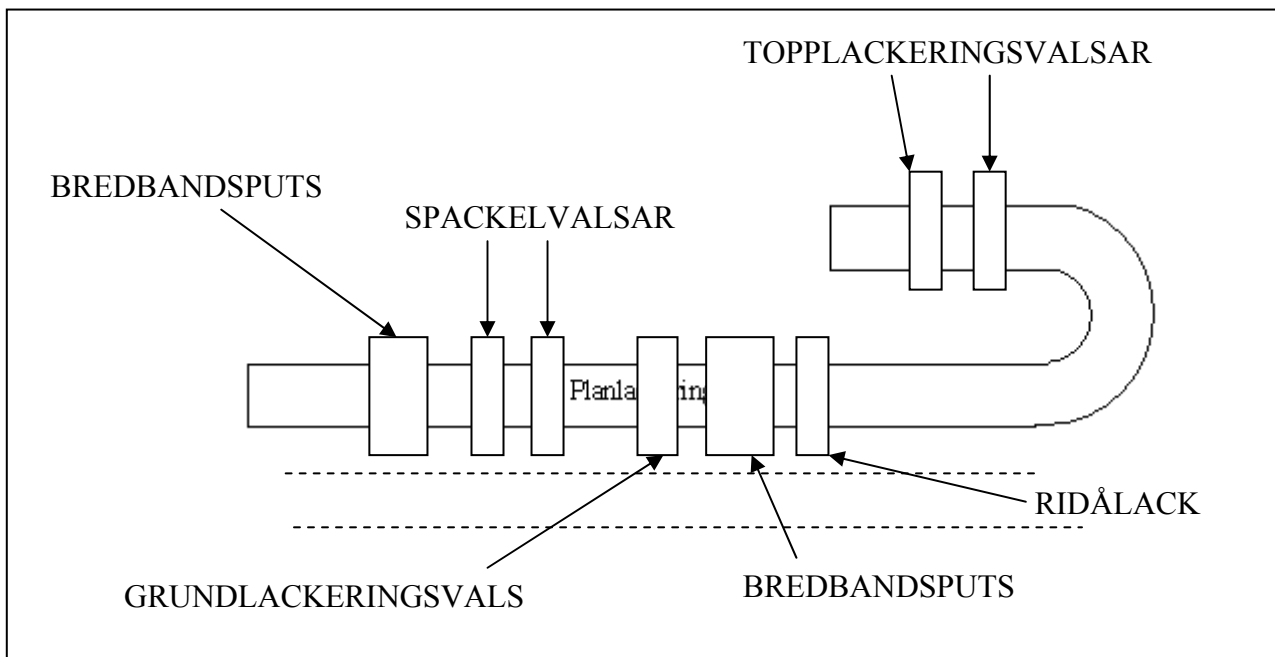 TOPPLACKERINGSVALSAR
BREDBANDSPUTS
SPACKELVALSAR
RIDÅLACK
BREDBANDSPUTS
GRUNDLACKERINGSVALS